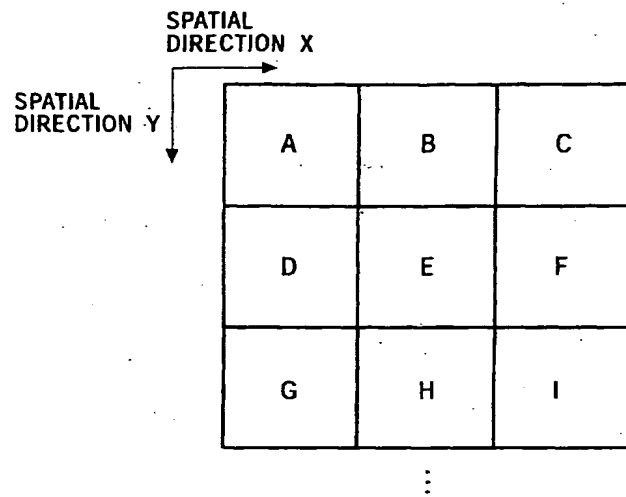 SPATIAL
DIRECTION X
SPATIAL
DIRECTION Y
A B C
D E F
G H I
⋮